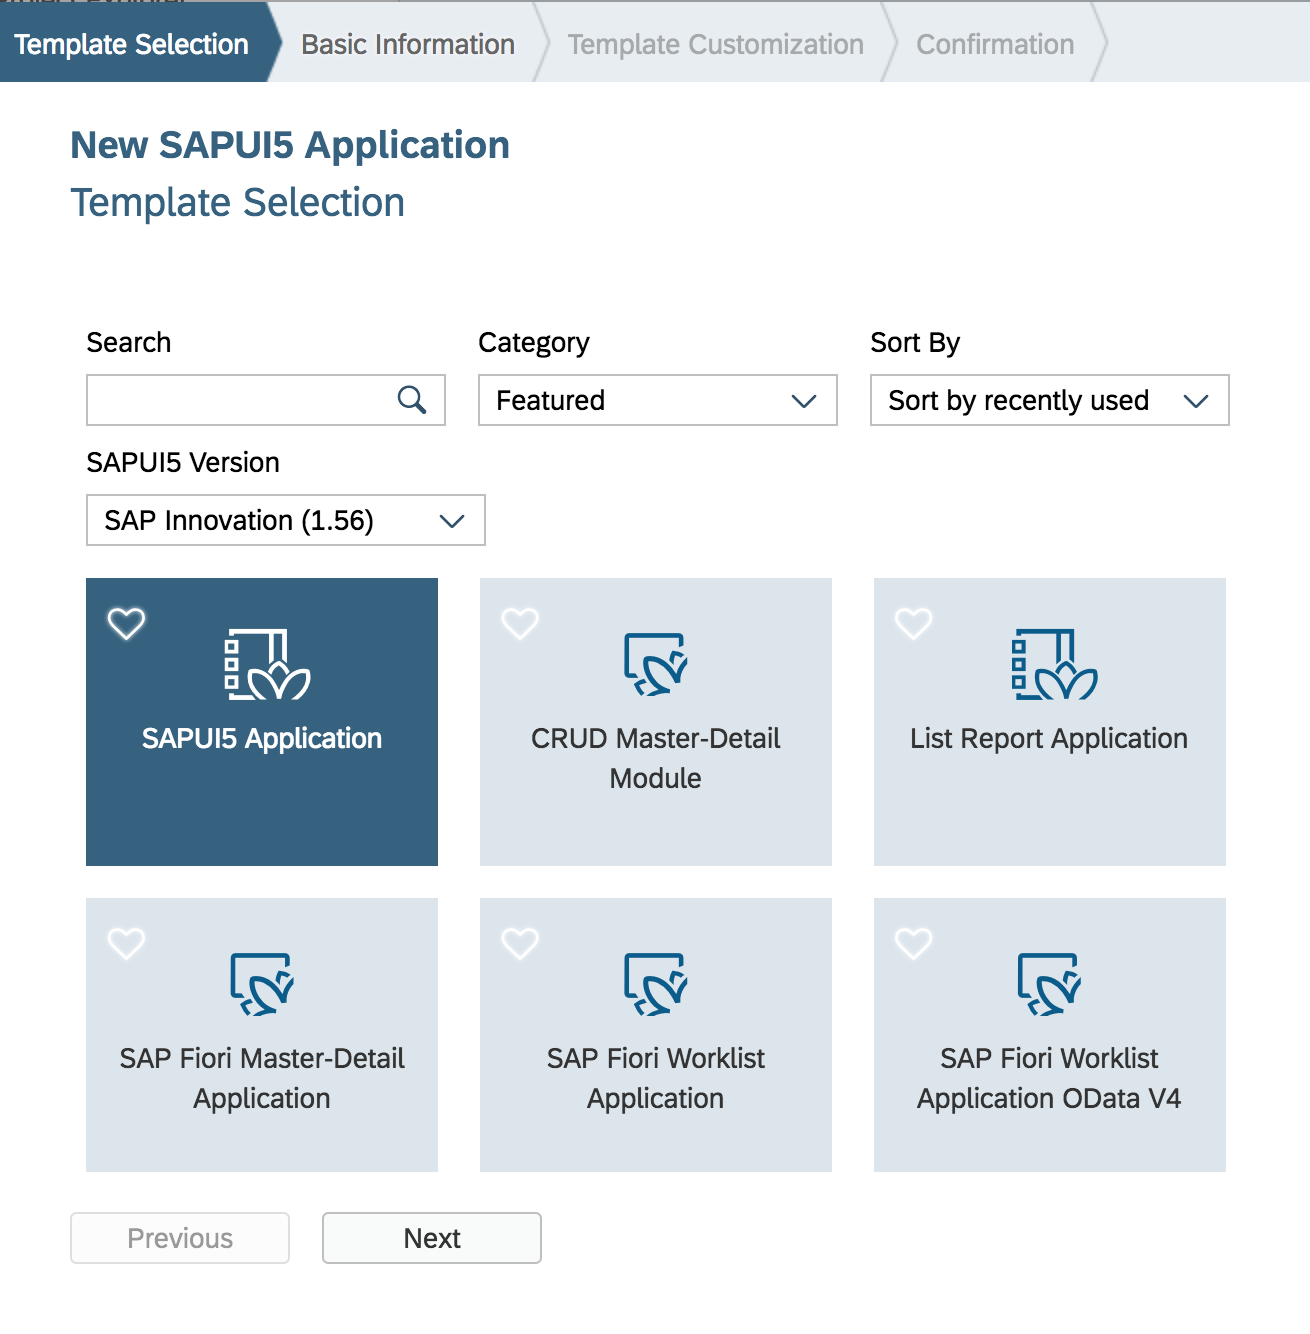 Template Selection
Basic Information
Template Customization
Confirmation
New SAPUI5 Application
Template Selection
Search
Category
Sort By
Featured
Sort by recently used
SAPUI5 Version
SAP Innovation (1.56)
SAPUI5 Application
CRUD Master-Detail
Module
List Report Application
SAP Fiori Master-Detail
Application
SAP Fiori Worklist
Application
SAP Fiori Worklist
Application OData V4
Previous
Next